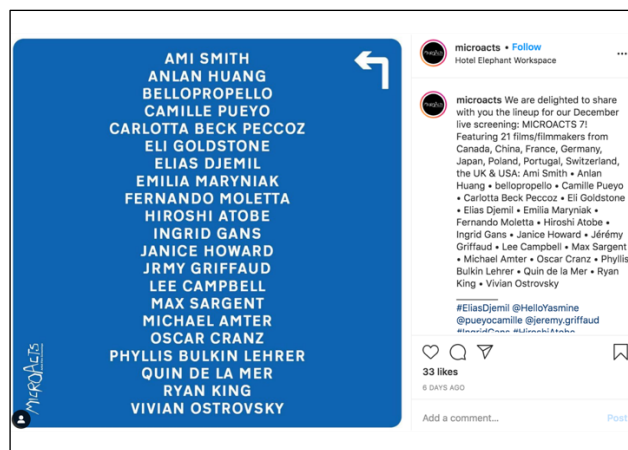 AMI SMITH
ANLAN HUANG
BELLOPROPELLO
CAMILLE PUEYO
CARLOTTA BECK PECCOZ
ELI GOLDSTONE
ELIAS DJEMIL
EMILIA MARYNIAK
FERNANDO MOLETTA
HIROSHI ATOBE
INGRID GANS
JANICE HOWARD
JRMY GRIFFAUD
LEE CAMPBELL
MAX SARGENT
MICHAEL AMTER
OSCAR CRANZ
PHYLLIS BULKIN LEHRER
QUIN DE LA MER
RYAN KING
VIVIAN OSTROVSKY
MICROACTS
microacts • Follow
Hotel Elephant Workspace
microacts We are delighted to share
with you the lineup for our December
live screening: MICROACTS 7!
Featuring 21 films/filmmakers from
Canada, China, France, Germany,
Japan, Poland, Portugal, Switzerland,
the UK & USA: Ami Smith • Anlan
Huang • bellopropello • Camille Pueyo
• Carlotta Beck Peccoz • Eli Goldstone
• Elias Djemil • Emilia Maryniak •
Fernando Moletta • Hiroshi Atobe •
Ingrid Gans • Janice Howard • Jérémy
Griffaud • Lee Campbell • Max Sargent
• Michael Amter • Oscar Cranz • Phyllis
Bulkin Lehrer • Quin de la Mer • Ryan
King • Vivian Ostrovsky
#EliasDjemil @HelloYasmine
@pueyocamille @jeremy.griffaud
#IngridGans #HiroshiAtobe
33 likes
6 DAYS AGO
Add a comment...
Post